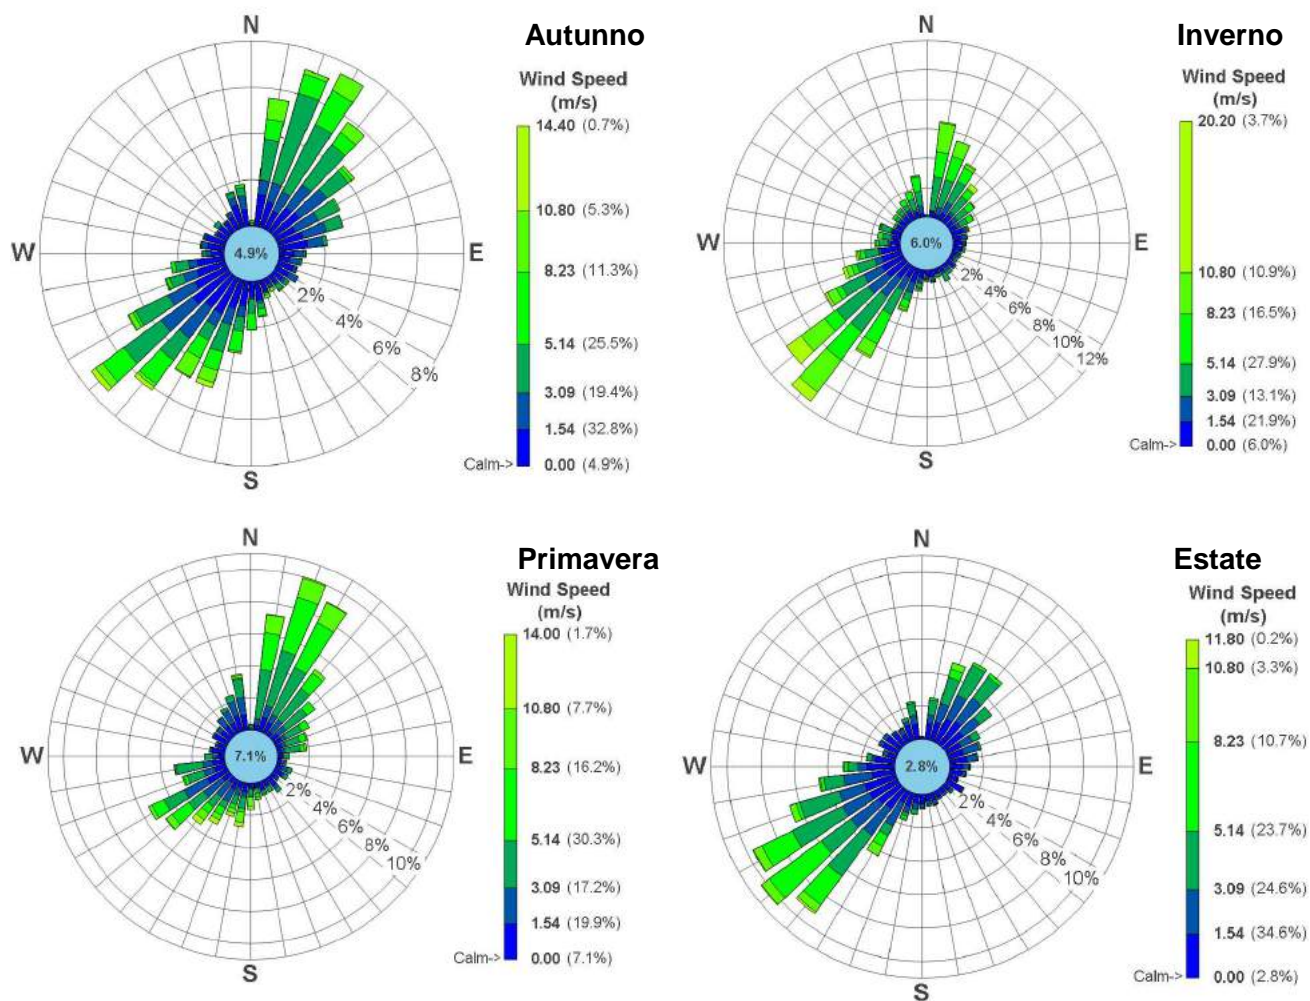 N
Autunno
Wind Speed
(m/s)
14.40 (0.7%)
10.80 (5.3%)
8.23 (11.3%)
5.14 (25.5%)
3.09 (19.4%)
1.54 (32.8%)
Calm-> 0.00 (4.9%)
W
4.9%
E
2%
4%
6%
8%
S
N
Inverno
Wind Speed
(m/s)
20.20 (3.7%)
10.80 (10.9%)
8.23 (16.5%)
5.14 (27.9%)
3.09 (13.1%)
1.54 (21.9%)
Calm-> 0.00 (6.0%)
W
6.0%
E
2%
4%
6%
8%
10%
12%
S
N
Primavera
Wind Speed
(m/s)
14.00 (1.7%)
10.80 (7.7%)
8.23 (16.2%)
5.14 (30.3%)
3.09 (17.2%)
1.54 (19.9%)
Calm-> 0.00 (7.1%)
W
7.1%
E
2%
4%
6%
8%
10%
S
N
Estate
Wind Speed
(m/s)
11.80 (0.2%)
10.80 (3.3%)
8.23 (10.7%)
5.14 (23.7%)
3.09 (24.6%)
1.54 (34.6%)
Calm-> 0.00 (2.8%)
W
2.8%
E
2%
4%
6%
8%
10%
S